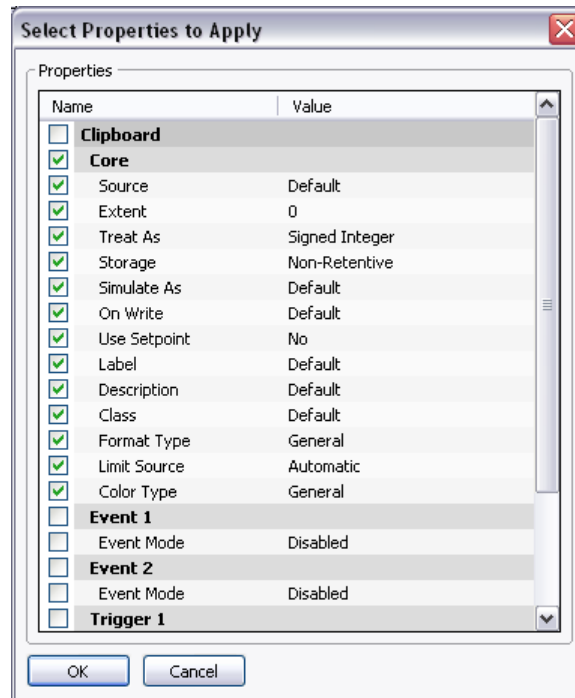 Select Properties to Apply
Properties
Name Value
Clipboard
Core
Source Default
Extent 0
Treat As Signed Integer
Storage Non-Retentive
Simulate As Default
On Write Default
Use Setpoint No
Label Default
Description Default
Class Default
Format Type General
Limit Source Automatic
Color Type General
Event 1
Event Mode Disabled
Event 2
Event Mode Disabled
Trigger 1
OK Cancel